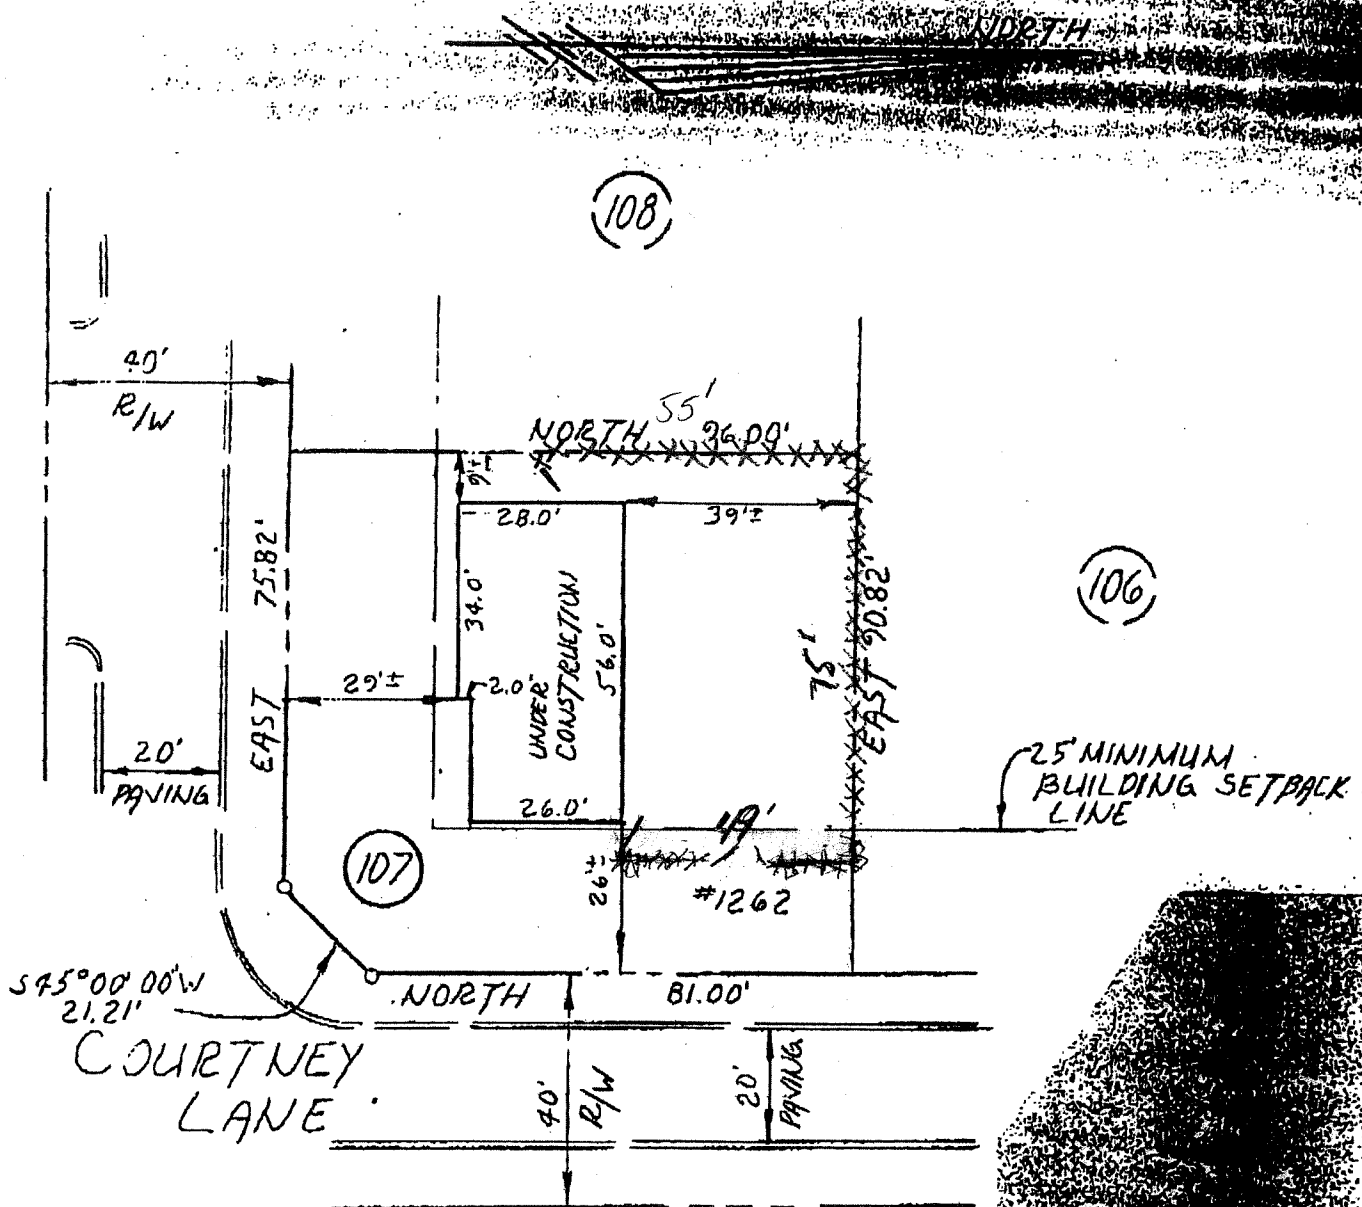 NORTH
108
40'
R/W
55'
NORTH 96.00'
9'±
28.0'
39'±
EAST 75.82'
34.0'
UNDER
CONSTRUCTION
56.0'
106
75'
EAST 90.82'
29'±
2.0'
20'
PAVING
25' MINIMUM
BUILDING SETBACK
LINE
26.0'
49'
107
26'±
#1262
S45°00'00"W
21.21'
NORTH 81.00'
COURTNEY
LANE
40'
R/W
20'
PAVING